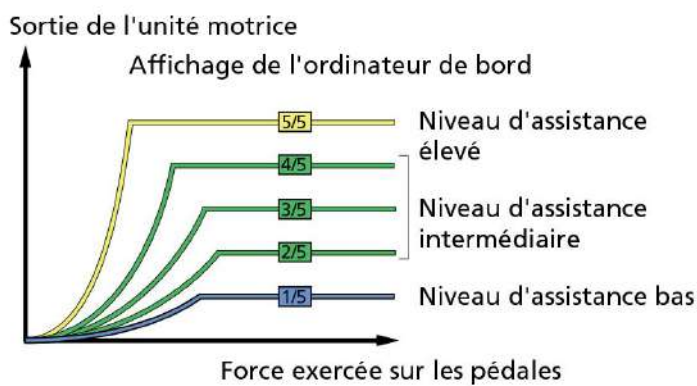 Sortie de l'unité motrice
Affichage de l'ordinateur de bord
5/5
Niveau d'assistance
élevé
4/5
3/5
Niveau d'assistance
intermédiaire
2/5
1/5
Niveau d'assistance bas
Force exercée sur les pédales